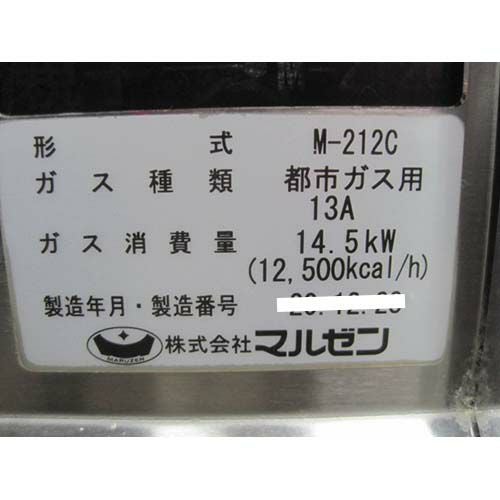 形 式 M-212C
ガス種類 都市ガス用
13A
ガス消費量 14.5kW
(12,500kcal/h)
製造年月・製造番号
MARUZEN 株式会社マルゼン